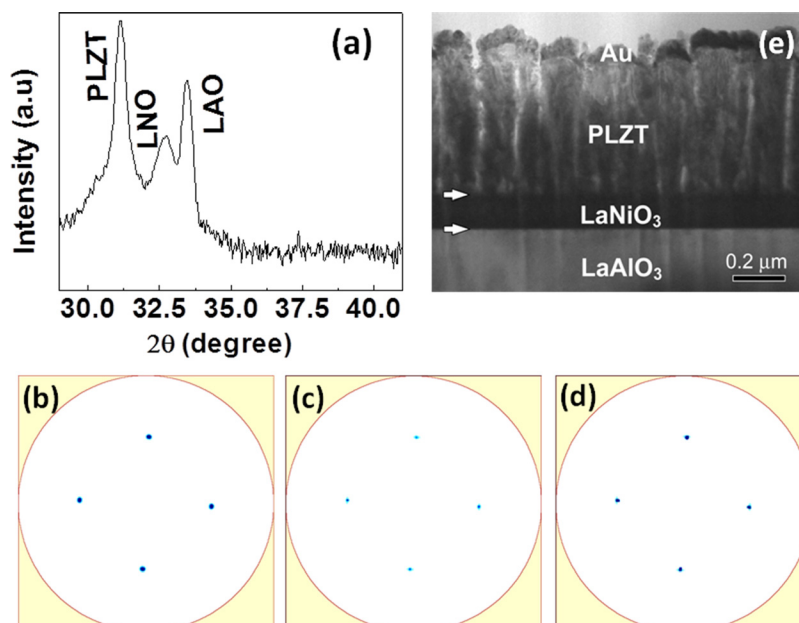 (a)
PLZT
LNO
LAO
Intensity (a.u)
30.0 32.5 35.0 37.5 40.0
2θ (degree)
(e)
Au
PLZT
LaNiO₃
LaAlO₃
0.2 μm
(b)
(c)
(d)